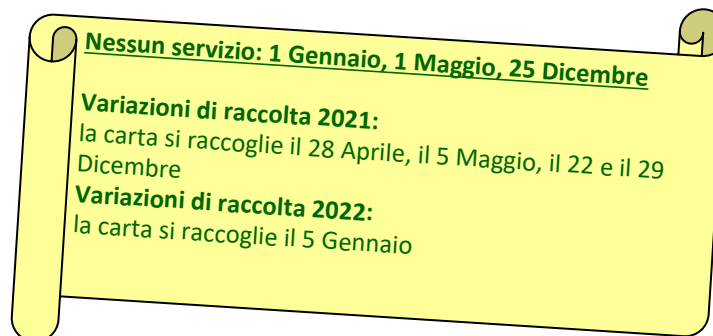 Nessun servizio: 1 Gennaio, 1 Maggio, 25 Dicembre
Variazioni di raccolta 2021:
la carta si raccoglie il 28 Aprile, il 5 Maggio, il 22 e il 29
Dicembre
Variazioni di raccolta 2022:
la carta si raccoglie il 5 Gennaio